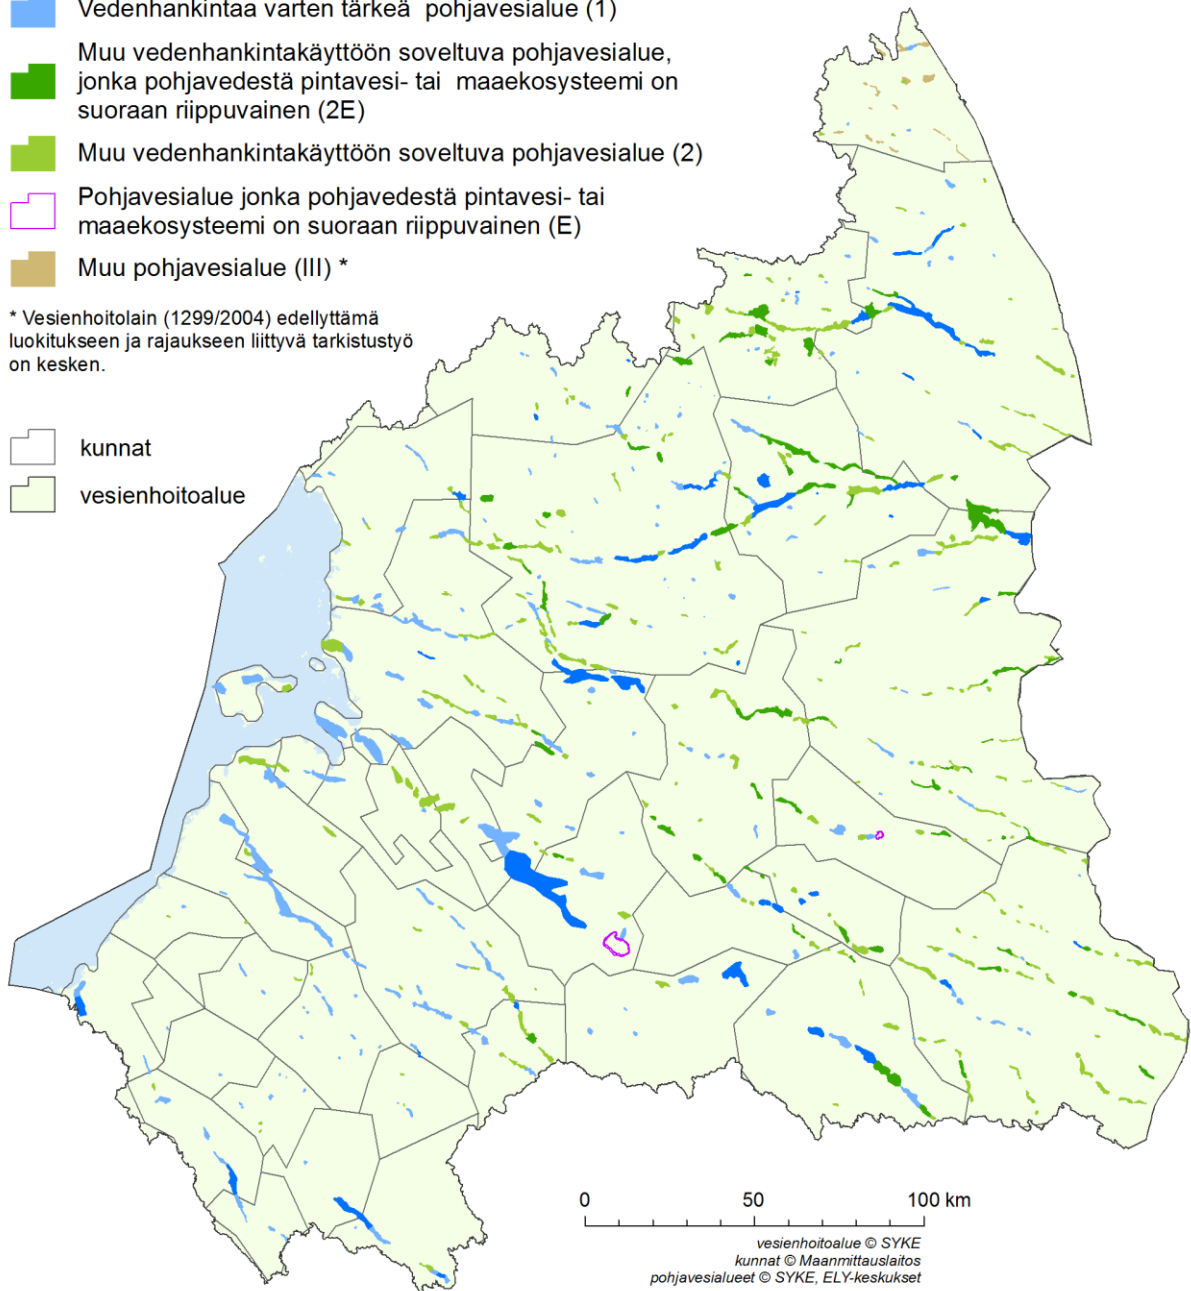 Vedenhankintaa varten tärkeä pohjavesialue (1)
Muu vedenhankintakäyttöön soveltuva pohjavesialue,
jonka pohjavedestä pintavesi- tai maaekosysteemi on
suoraan riippuvainen (2E)
Muu vedenhankintakäyttöön soveltuva pohjavesialue (2)
Pohjavesialue jonka pohjavedestä pintavesi- tai
maaekosysteemi on suoraan riippuvainen (E)
Muu pohjavesialue (III) *
* Vesienhoitolain (1299/2004) edellyttämä
luokitukseen ja rajaukseen liittyvä tarkistustyö
on kesken.
kunnat
vesienhoitoalue
0 50 100 km
vesienhoitoalue © SYKE
kunnat © Maanmittauslaitos
pohjavesialueet © SYKE, ELY-keskukset